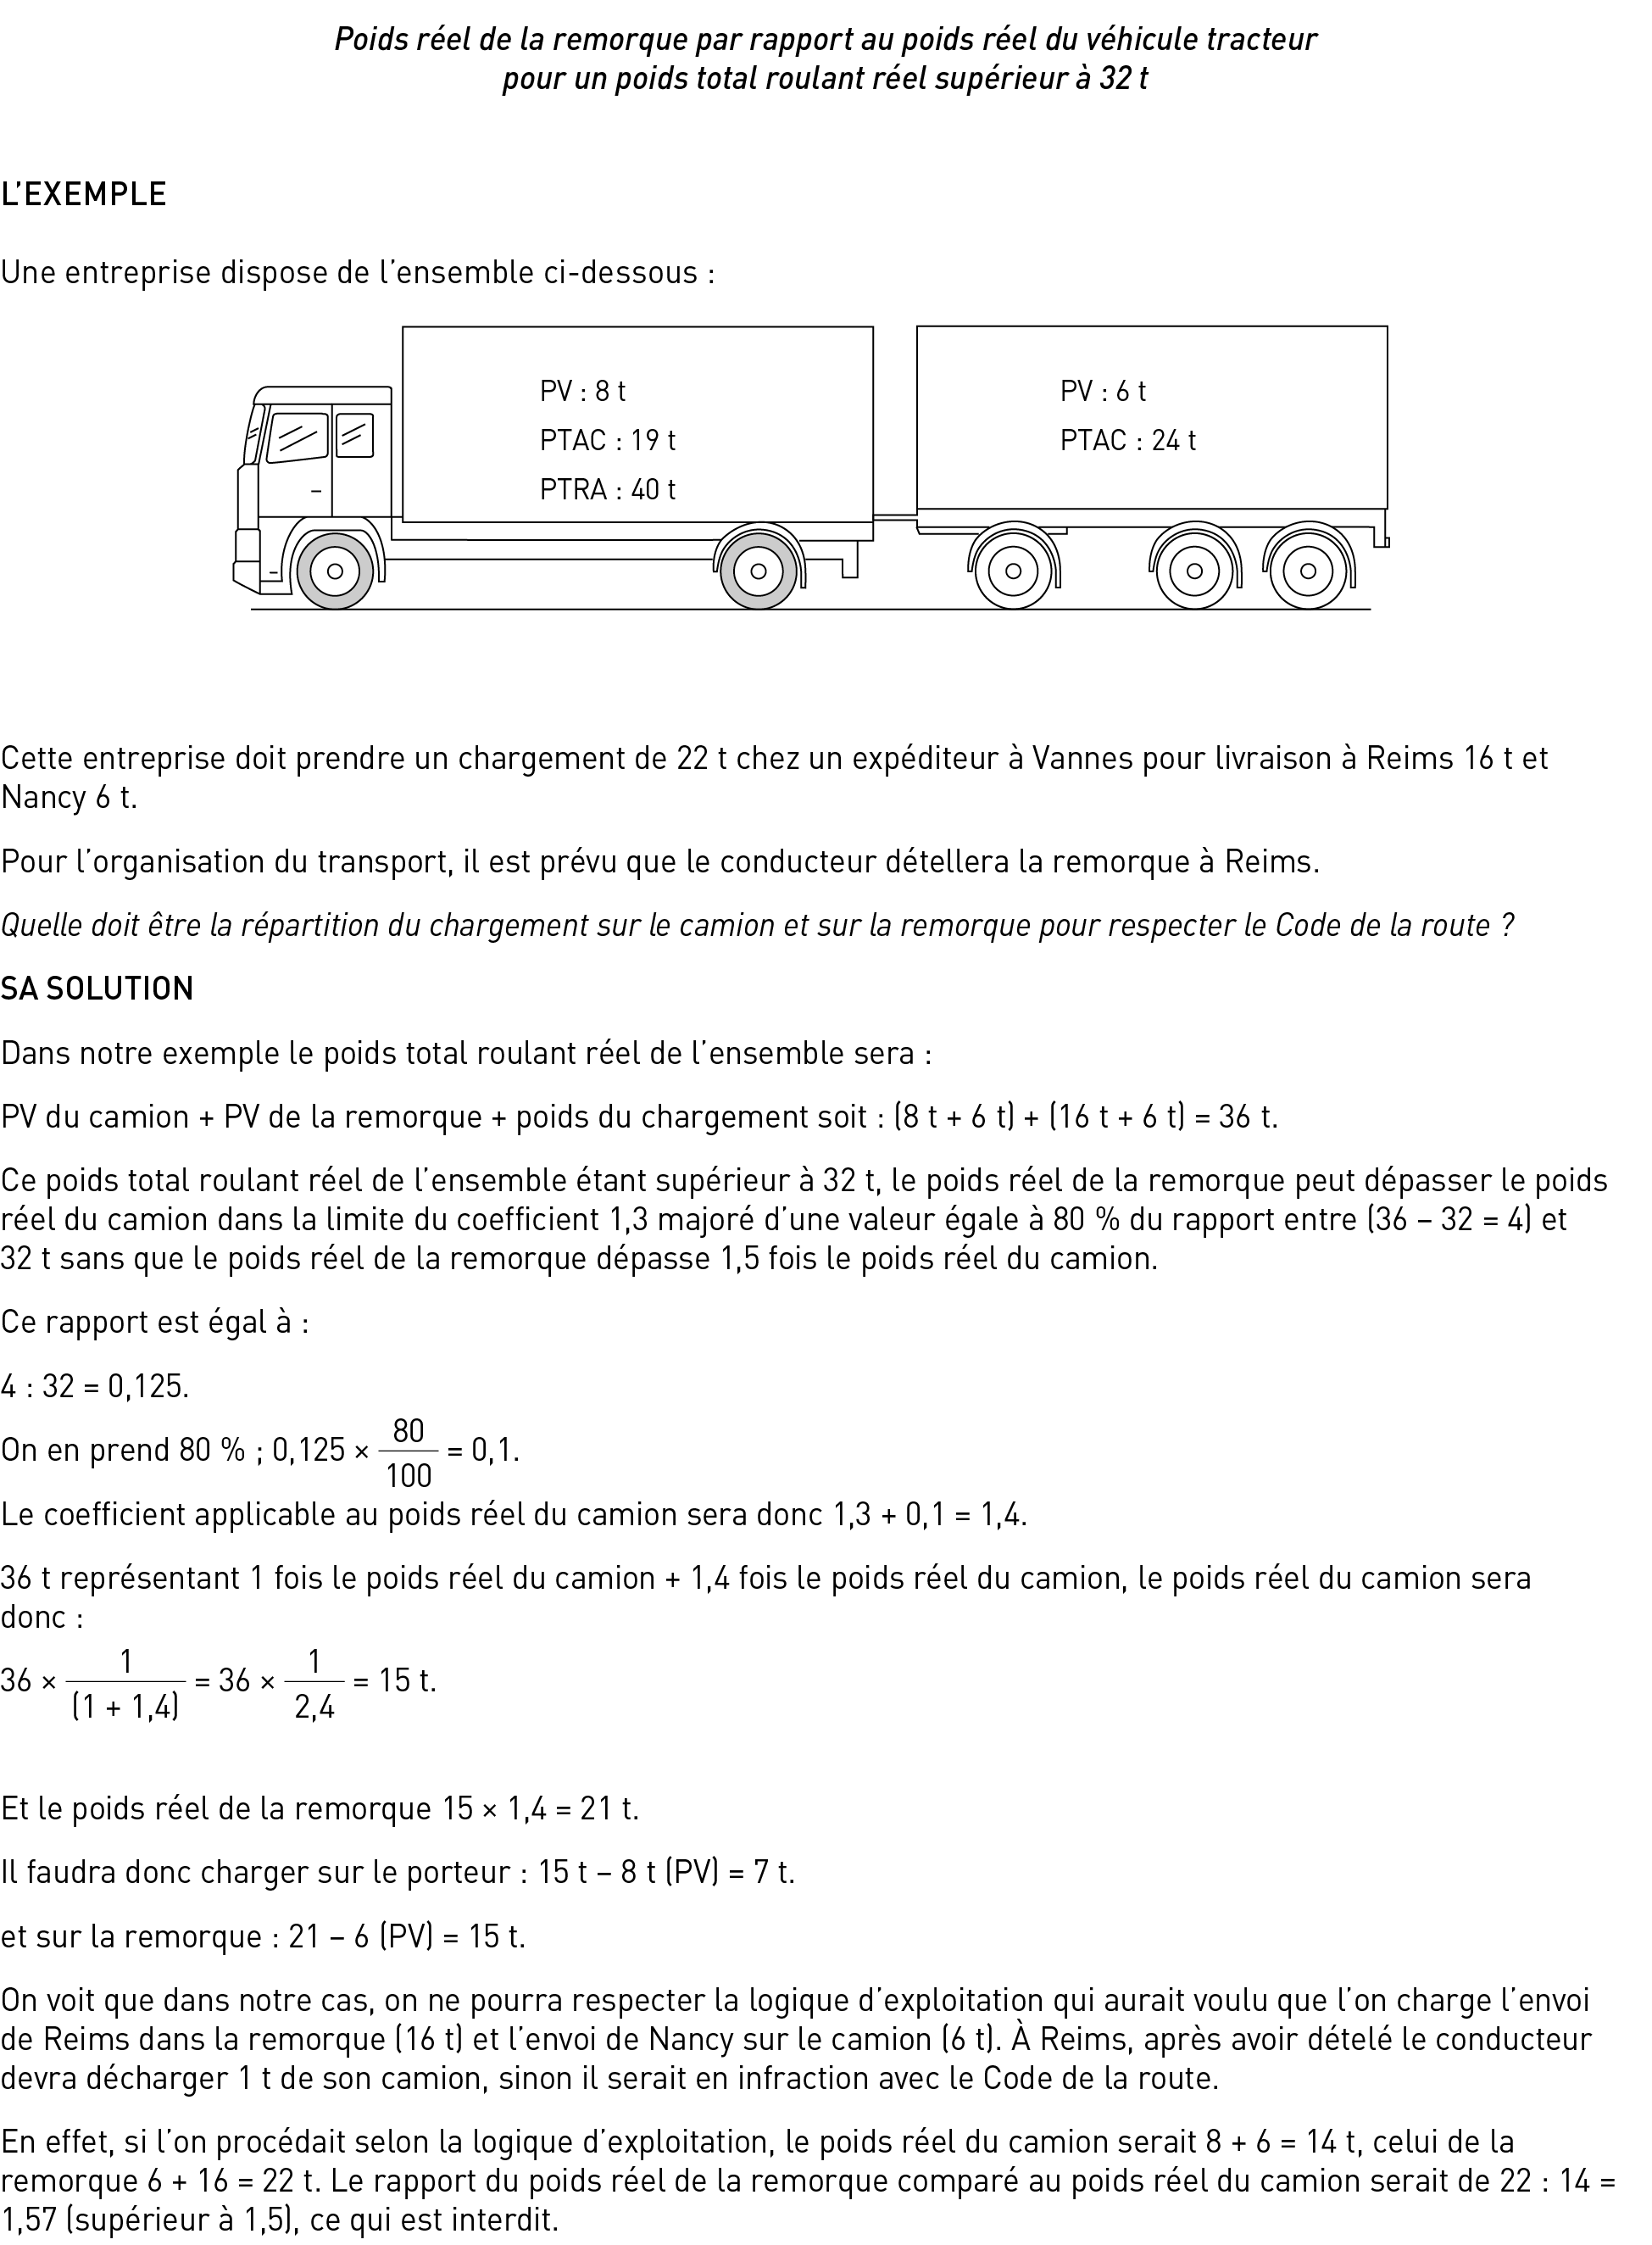 Poids réel de la remorque par rapport au poids réel du véhicule tracteur
pour un poids total roulant réel supérieur à 32 t
L’EXEMPLE
Une entreprise dispose de l’ensemble ci-dessous :
PV : 8 t
PTAC : 19 t
PTRA : 40 t
PV : 6 t
PTAC : 24 t
Cette entreprise doit prendre un chargement de 22 t chez un expéditeur à Vannes pour livraison à Reims 16 t et
Nancy 6 t.
Pour l’organisation du transport, il est prévu que le conducteur détellera la remorque à Reims.
Quelle doit être la répartition du chargement sur le camion et sur la remorque pour respecter le Code de la route ?
SA SOLUTION
Dans notre exemple le poids total roulant réel de l’ensemble sera :
PV du camion + PV de la remorque + poids du chargement soit : (8 t + 6 t) + (16 t + 6 t) = 36 t.
Ce poids total roulant réel de l’ensemble étant supérieur à 32 t, le poids réel de la remorque peut dépasser le poids
réel du camion dans la limite du coefficient 1,3 majoré d’une valeur égale à 80 % du rapport entre (36 – 32 = 4) et
32 t sans que le poids réel de la remorque dépasse 1,5 fois le poids réel du camion.
Ce rapport est égal à :
4 : 32 = 0,125.
On en prend 80 % ; 0,125 × 80/100 = 0,1.
Le coefficient applicable au poids réel du camion sera donc 1,3 + 0,1 = 1,4.
36 t représentant 1 fois le poids réel du camion + 1,4 fois le poids réel du camion, le poids réel du camion sera
donc :
36 × 1/(1 + 1,4) = 36 × 1/2,4 = 15 t.
Et le poids réel de la remorque 15 × 1,4 = 21 t.
Il faudra donc charger sur le porteur : 15 t – 8 t (PV) = 7 t.
et sur la remorque : 21 – 6 (PV) = 15 t.
On voit que dans notre cas, on ne pourra respecter la logique d’exploitation qui aurait voulu que l’on charge l’envoi
de Reims dans la remorque (16 t) et l’envoi de Nancy sur le camion (6 t). À Reims, après avoir dételé le conducteur
devra décharger 1 t de son camion, sinon il serait en infraction avec le Code de la route.
En effet, si l’on procédait selon la logique d’exploitation, le poids réel du camion serait 8 + 6 = 14 t, celui de la
remorque 6 + 16 = 22 t. Le rapport du poids réel de la remorque comparé au poids réel du camion serait de 22 : 14 =
1,57 (supérieur à 1,5), ce qui est interdit.